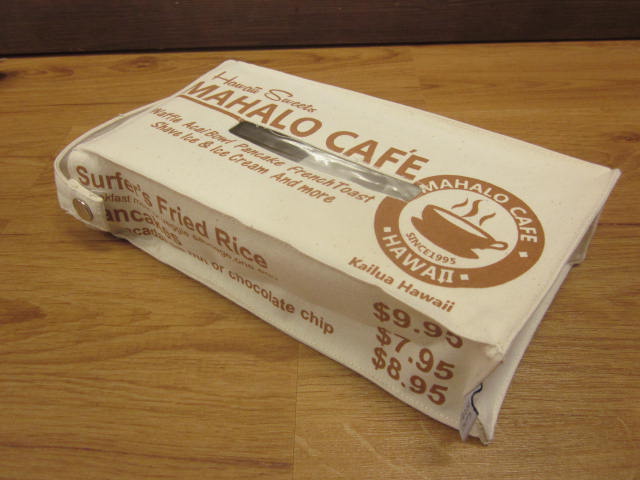 Hawaii Sweets
MAHALO CAFÉ
Waffle Acai Bowl Pancake French Toast
Shave Ice & Ice Cream And more
MAHALO CAFE
SINCE1995
HAWAII
Kailua Hawaii
Surfer's Fried Rice $9.95
$7.95
or chocolate chip $8.95